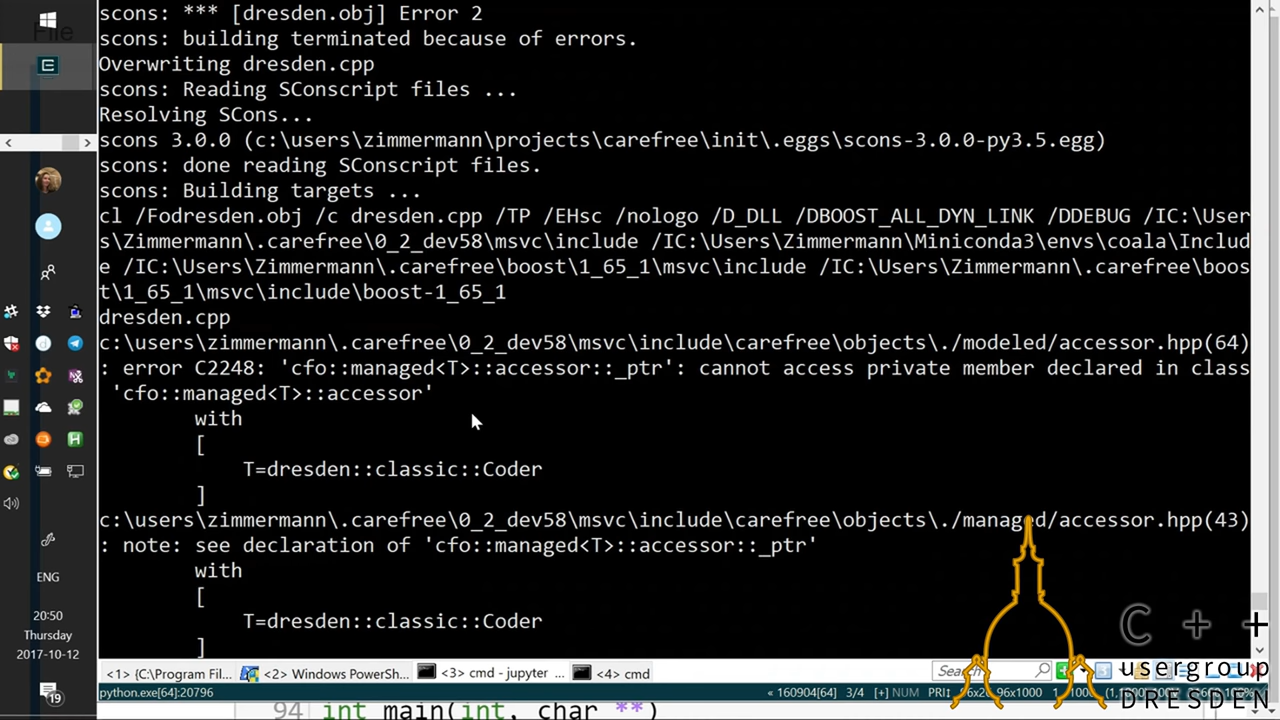 File
scons: *** [dresden.obj] Error 2
scons: building terminated because of errors.
Overwriting dresden.cpp
scons: Reading SConscript files ...
Resolving SCons...
scons 3.0.0 (c:\users\zimmermann\projects\carefree\init\.eggs\scons-3.0.0-py3.5.egg)
scons: done reading SConscript files.
scons: Building targets ...
cl /Fodresden.obj /c dresden.cpp /TP /EHsc /nologo /D_DLL /DBOOST_ALL_DYN_LINK /DDEBUG /IC:\User
s\Zimmermann\.carefree\0_2_dev58\msvc\include /IC:\Users\Zimmermann\Miniconda3\envs\coala\Includ
e /IC:\Users\Zimmermann\.carefree\boost\1_65_1\msvc\include /IC:\Users\Zimmermann\.carefree\boos
t\1_65_1\msvc\include\boost-1_65_1
dresden.cpp
c:\users\zimmermann\.carefree\0_2_dev58\msvc\include\carefree\objects\./modeled/accessor.hpp(64)
: error C2248: 'cfo::managed<T>::accessor::_ptr': cannot access private member declared in class
'cfo::managed<T>::accessor'
with
[
T=dresden::classic::Coder
]
c:\users\zimmermann\.carefree\0_2_dev58\msvc\include\carefree\objects\./managed/accessor.hpp(43)
: note: see declaration of 'cfo::managed<T>::accessor::_ptr'
with
[
T=dresden::classic::Coder
]
ENG
20:50
Thursday
2017-10-12
19
<1> {C:\Program Fil...
<2> Windows PowerSh...
<3> cmd - jupyter ...
<4> cmd
Search
python.exe[64]:20796
« 160904[64] 3/4 [+] NUM PRI
94 int main(int, char **)
C + +
usergroup
DRESDEN